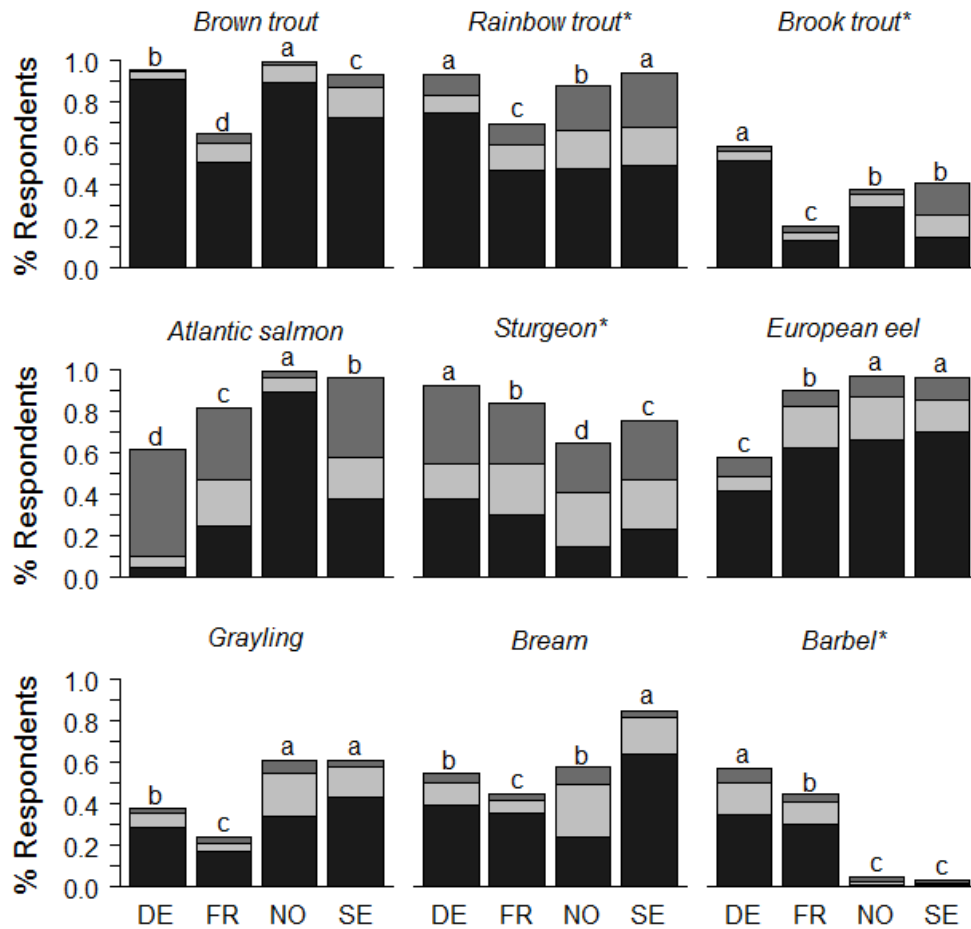 Brown trout Rainbow trout* Brook trout*
% Respondents
1.0
0.8
0.6
0.4
0.2
0.0
b d a c
a c b a
a c b b
Atlantic salmon Sturgeon* European eel
% Respondents
1.0
0.8
0.6
0.4
0.2
0.0
d c a b
a b d c
c b a a
Grayling Bream Barbel*
% Respondents
1.0
0.8
0.6
0.4
0.2
0.0
b c a a
b c b a
a b c c
DE FR NO SE DE FR NO SE DE FR NO SE